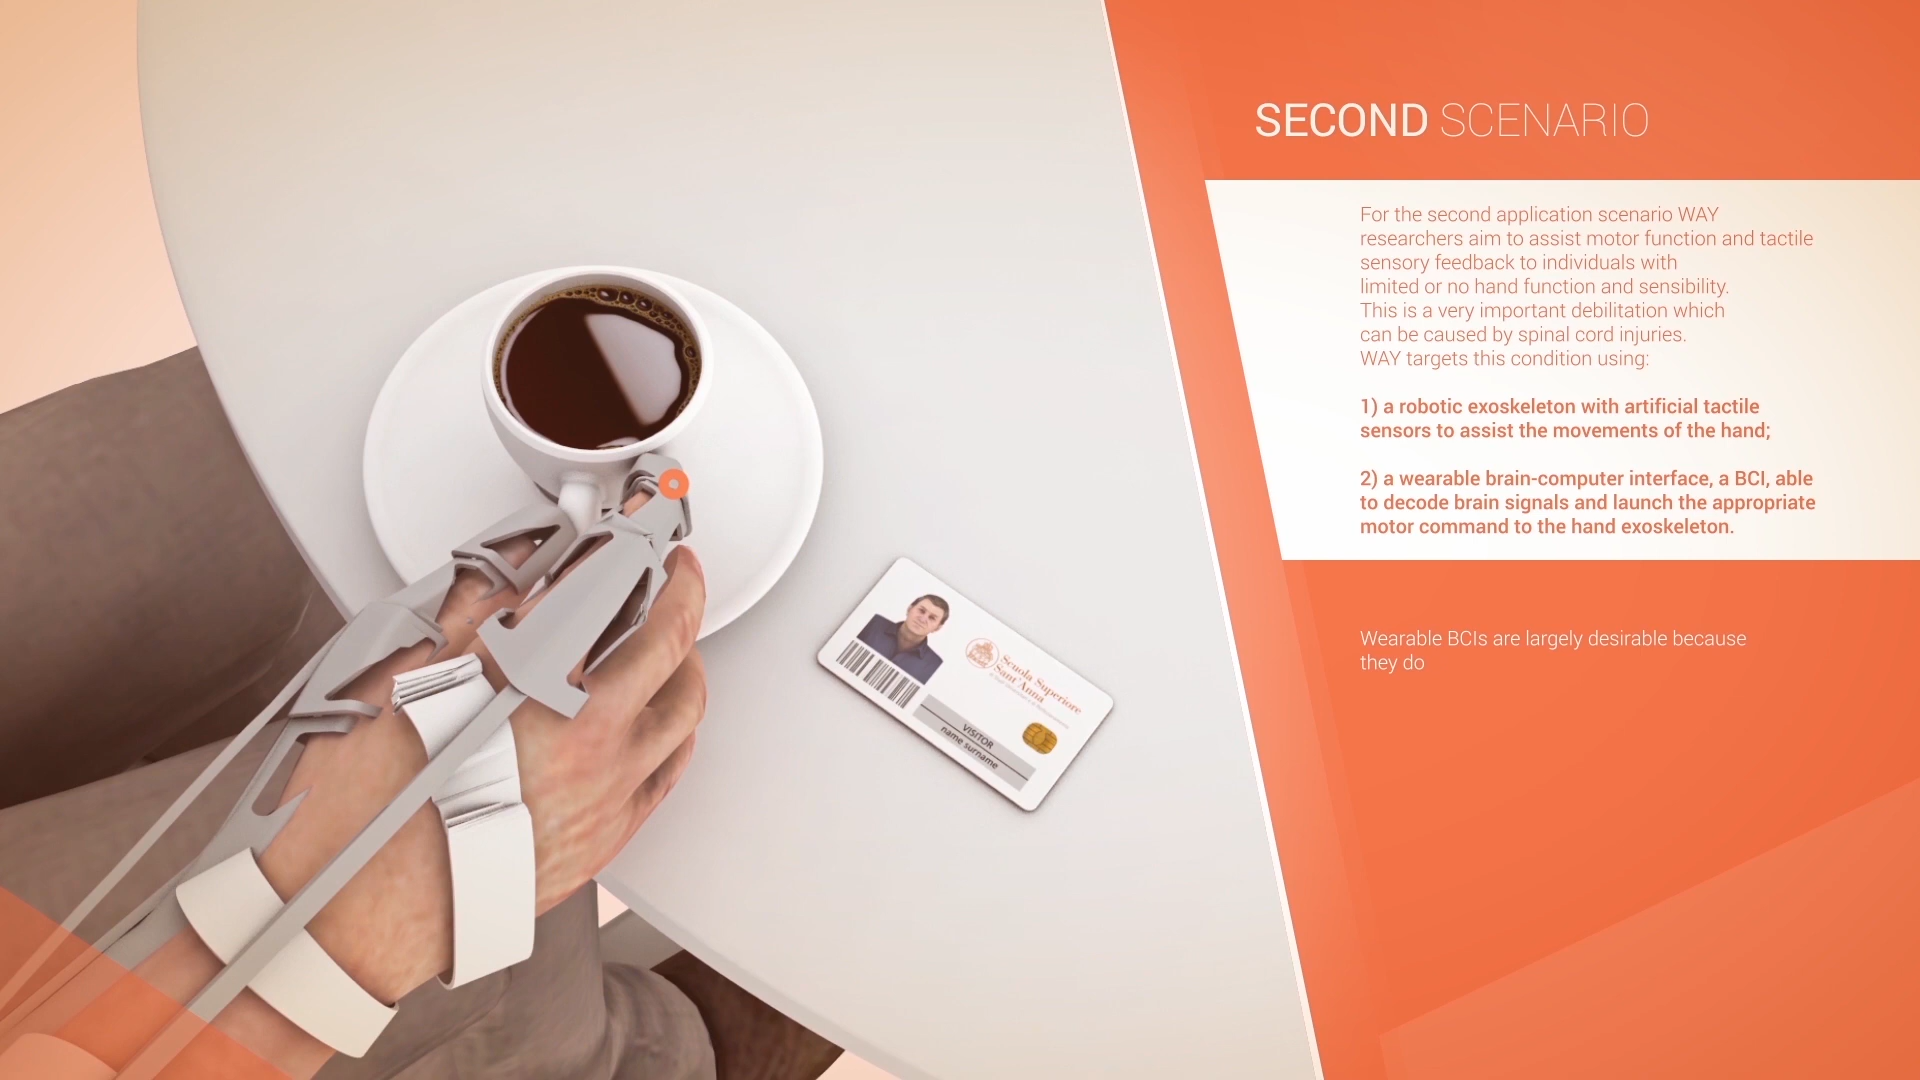 SECOND SCENARIO
For the second application scenario WAY
researchers aim to assist motor function and tactile
sensory feedback to individuals with
limited or no hand function and sensibility.
This is a very important debilitation which
can be caused by spinal cord injuries.
WAY targets this condition using:
1) a robotic exoskeleton with artificial tactile
sensors to assist the movements of the hand;
2) a wearable brain-computer interface, a BCI, able
to decode brain signals and launch the appropriate
motor command to the hand exoskeleton.
Wearable BCIs are largely desirable because
they do
Scuola Superiore
Sant'Anna
VISITOR
name surname